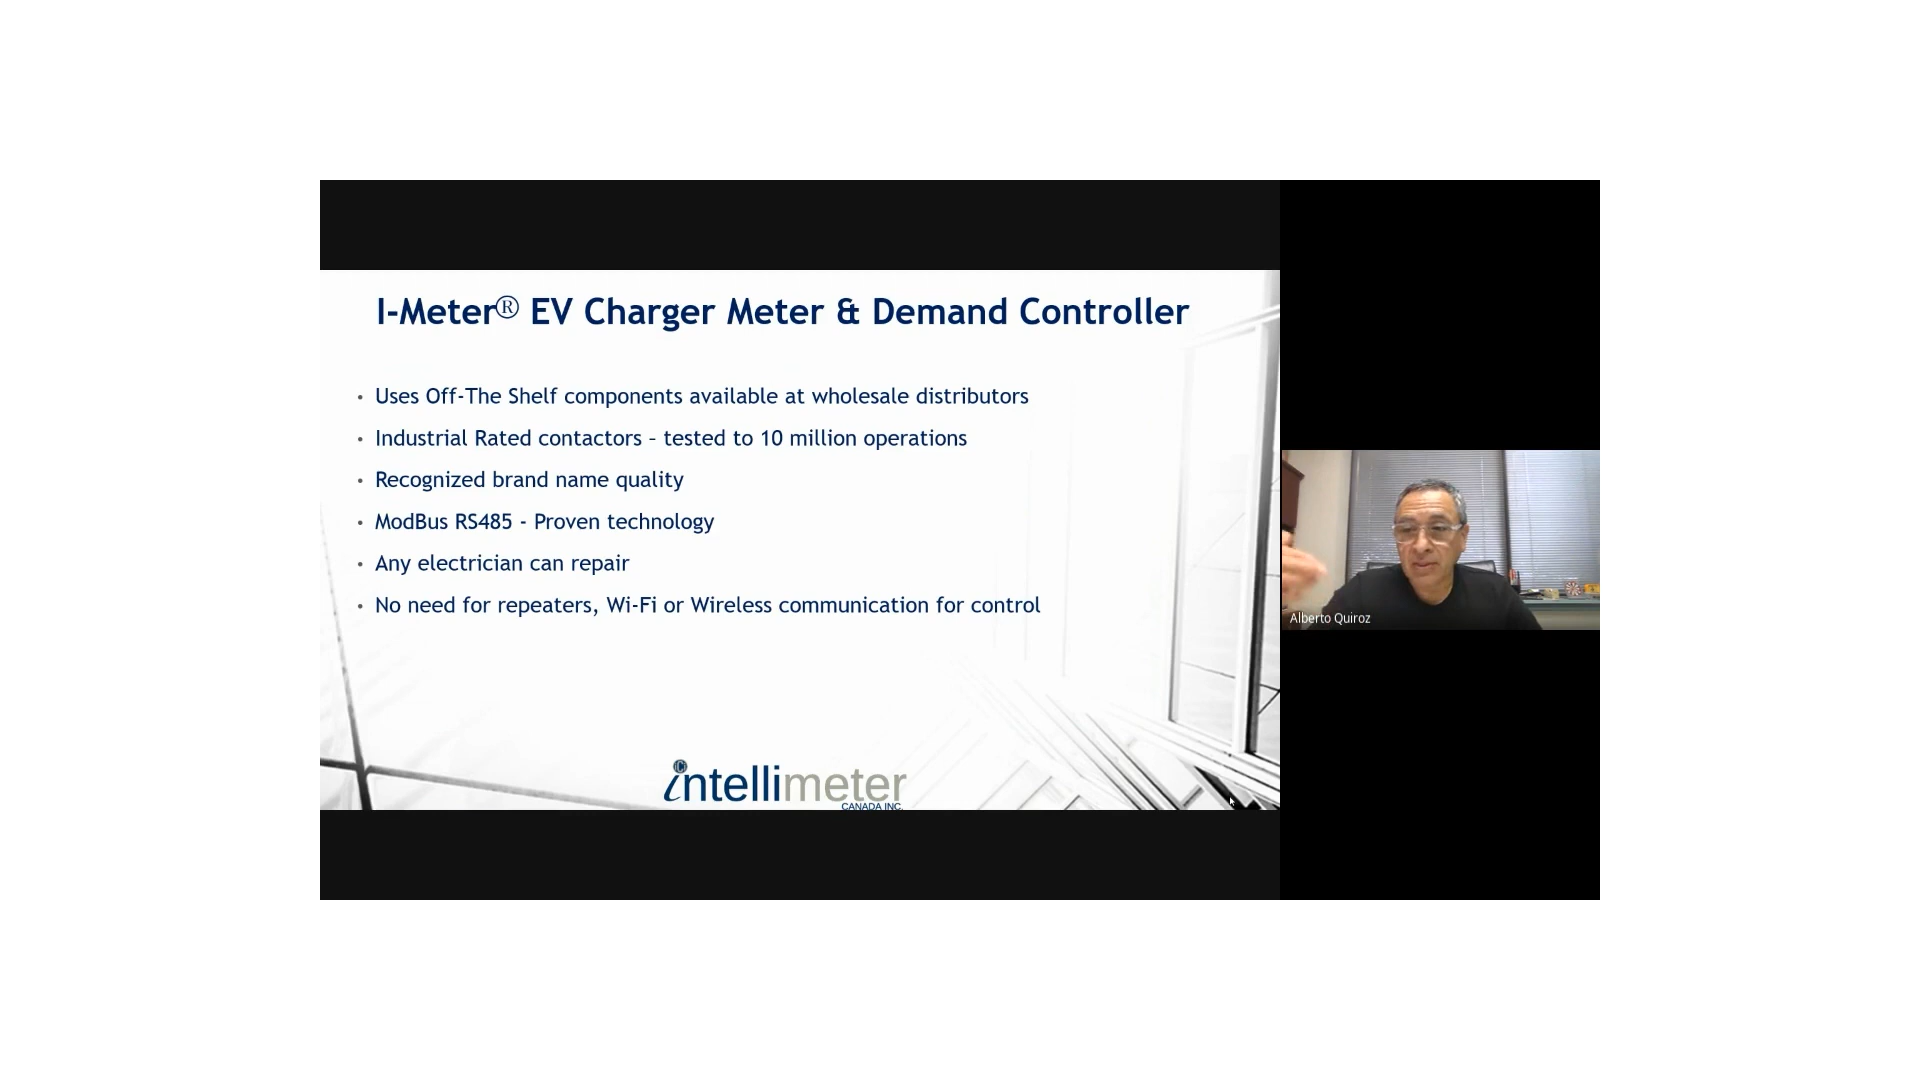 I-Meter® EV Charger Meter & Demand Controller
• Uses Off-The Shelf components available at wholesale distributors
• Industrial Rated contactors – tested to 10 million operations
• Recognized brand name quality
• ModBus RS485 - Proven technology
• Any electrician can repair
• No need for repeaters, Wi-Fi or Wireless communication for control
Alberto Quiroz
intellimeter
CANADA INC.